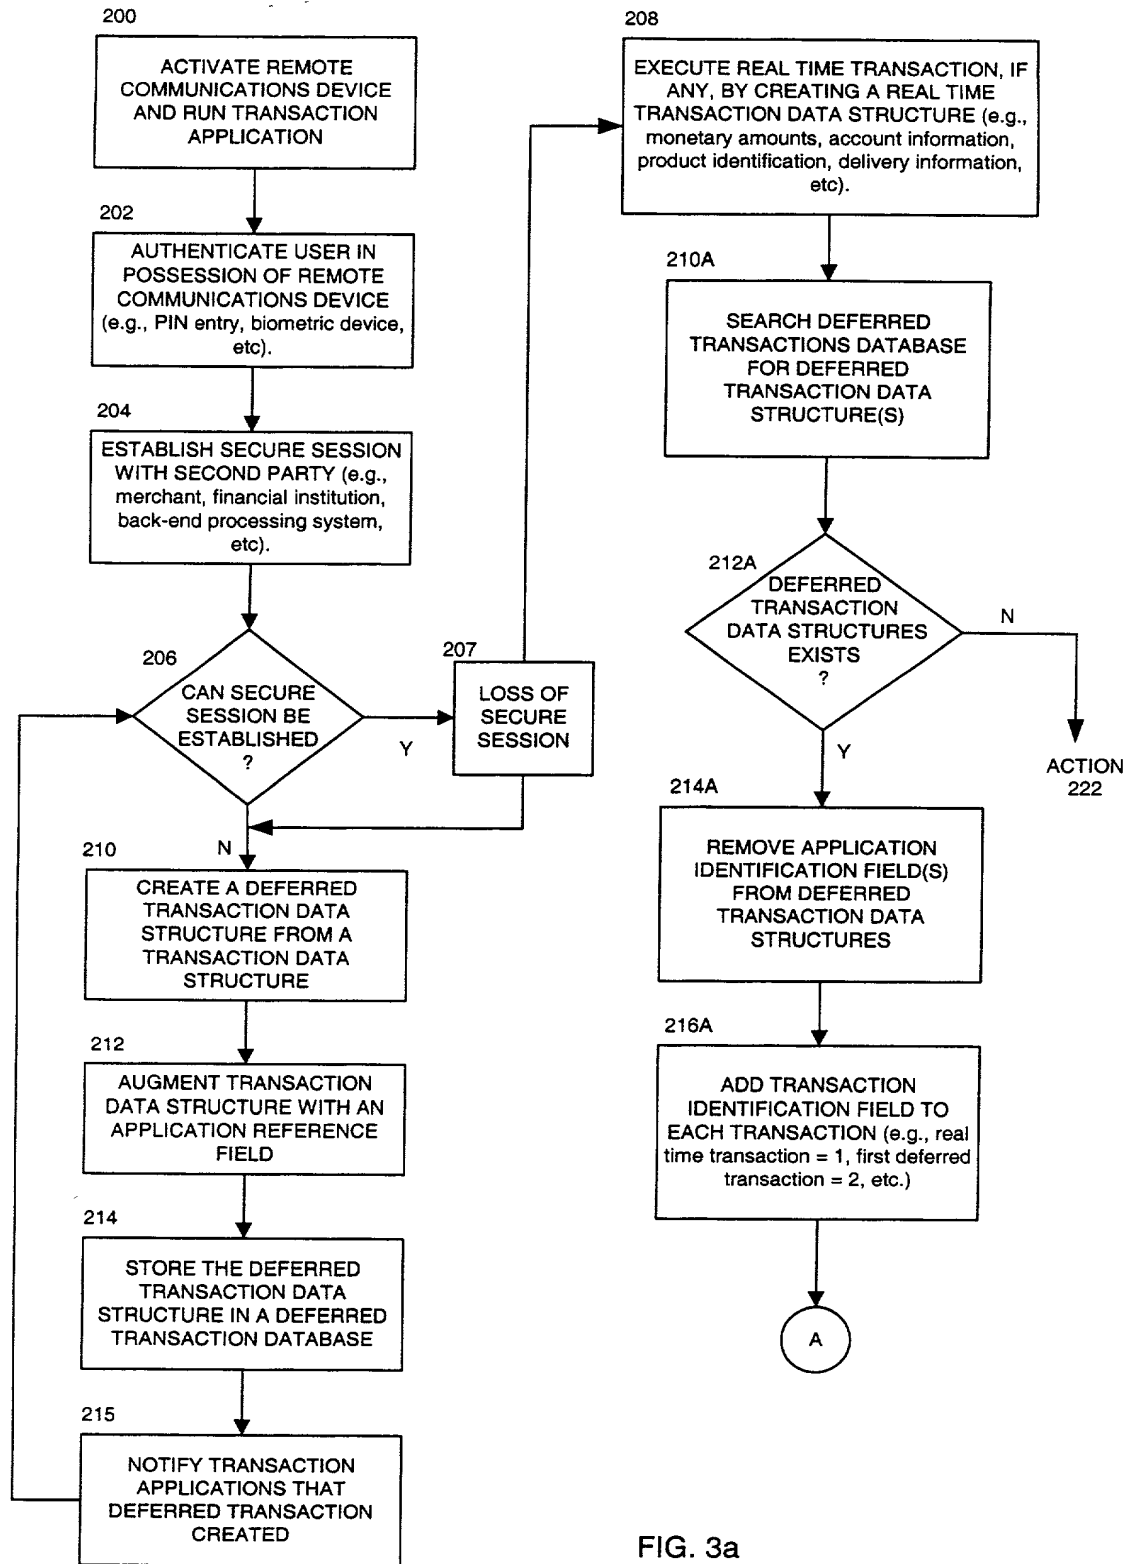 200
ACTIVATE REMOTE
COMMUNICATIONS DEVICE
AND RUN TRANSACTION
APPLICATION
202
AUTHENTICATE USER IN
POSSESSION OF REMOTE
COMMUNICATIONS DEVICE
(e.g., PIN entry, biometric device,
etc).
204
ESTABLISH SECURE SESSION
WITH SECOND PARTY (e.g.,
merchant, financial institution,
back-end processing system,
etc).
206
CAN SECURE
SESSION BE
ESTABLISHED
?
Y
N
207
LOSS OF
SECURE
SESSION
210
CREATE A DEFERRED
TRANSACTION DATA
STRUCTURE FROM A
TRANSACTION DATA
STRUCTURE
212
AUGMENT TRANSACTION
DATA STRUCTURE WITH AN
APPLICATION REFERENCE
FIELD
214
STORE THE DEFERRED
TRANSACTION DATA
STRUCTURE IN A DEFERRED
TRANSACTION DATABASE
215
NOTIFY TRANSACTION
APPLICATIONS THAT
DEFERRED TRANSACTION
CREATED
208
EXECUTE REAL TIME TRANSACTION, IF
ANY, BY CREATING A REAL TIME
TRANSACTION DATA STRUCTURE (e.g.,
monetary amounts, account information,
product identification, delivery information,
etc).
210A
SEARCH DEFERRED
TRANSACTIONS DATABASE
FOR DEFERRED
TRANSACTION DATA
STRUCTURE(S)
212A
DEFERRED
TRANSACTION
DATA STRUCTURES
EXISTS
?
N
Y
ACTION
222
214A
REMOVE APPLICATION
IDENTIFICATION FIELD(S)
FROM DEFERRED
TRANSACTION DATA
STRUCTURES
216A
ADD TRANSACTION
IDENTIFICATION FIELD TO
EACH TRANSACTION (e.g., real
time transaction = 1, first deferred
transaction = 2, etc.)
A
FIG. 3a